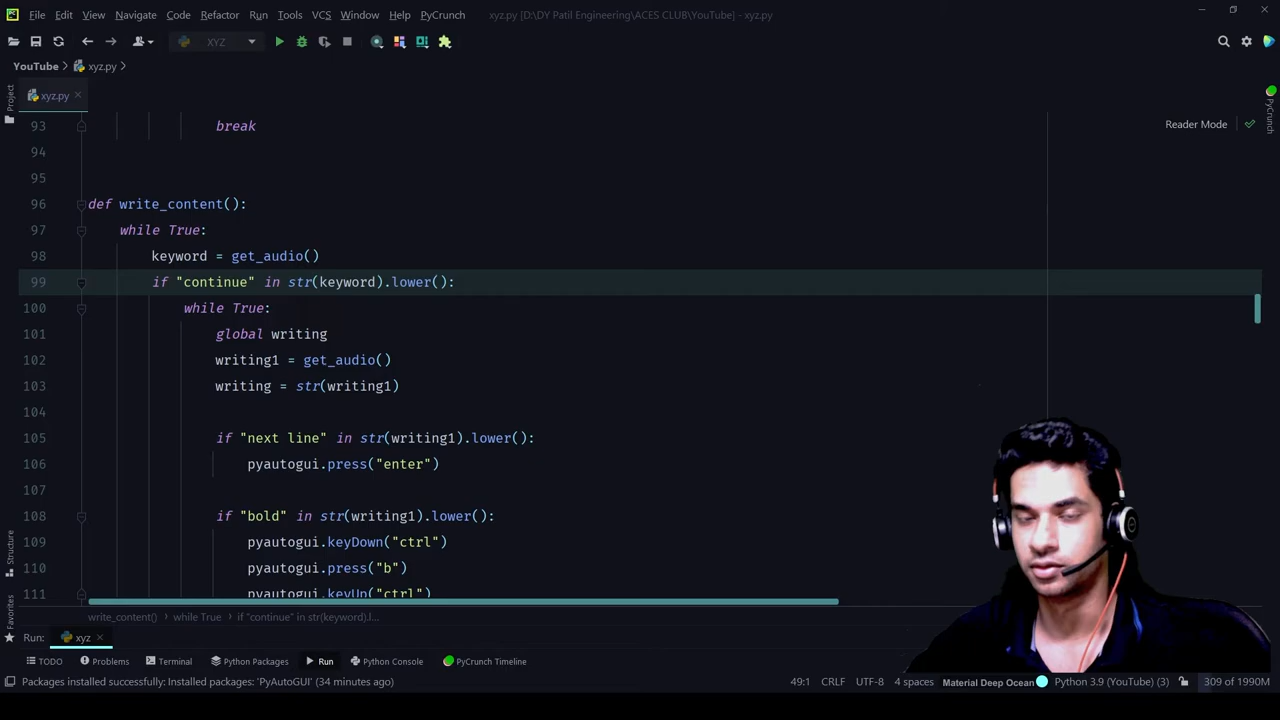 File Edit View Navigate Code Refactor Run Tools VCS Window Help PyCrunch xyz.py [D:\DY Patil Engineering\ACES CLUB\YouTube] - xyz.py
XYZ
YouTube xyz.py
Project
xyz.py
PyCrunch
Reader Mode
93 break
94
95
96 def write_content():
97 while True:
98 keyword = get_audio()
99 if "continue" in str(keyword).lower():
100 while True:
101 global writing
102 writing1 = get_audio()
103 writing = str(writing1)
104
105 if "next line" in str(writing1).lower():
106 pyautogui.press("enter")
107
108 if "bold" in str(writing1).lower():
109 pyautogui.keyDown("ctrl")
110 pyautogui.press("b")
111 pyautogui.keyUp("ctrl")
Structure
Favorites
write_content() while True if "continue" in str(keyword).l...
Run: xyz
TODO Problems Terminal Python Packages Run Python Console PyCrunch Timeline
Packages installed successfully: Installed packages: 'PyAutoGUI' (34 minutes ago) 49:1 CRLF UTF-8 4 spaces Material Deep Ocean Python 3.9 (YouTube) (3) 309 of 1990M